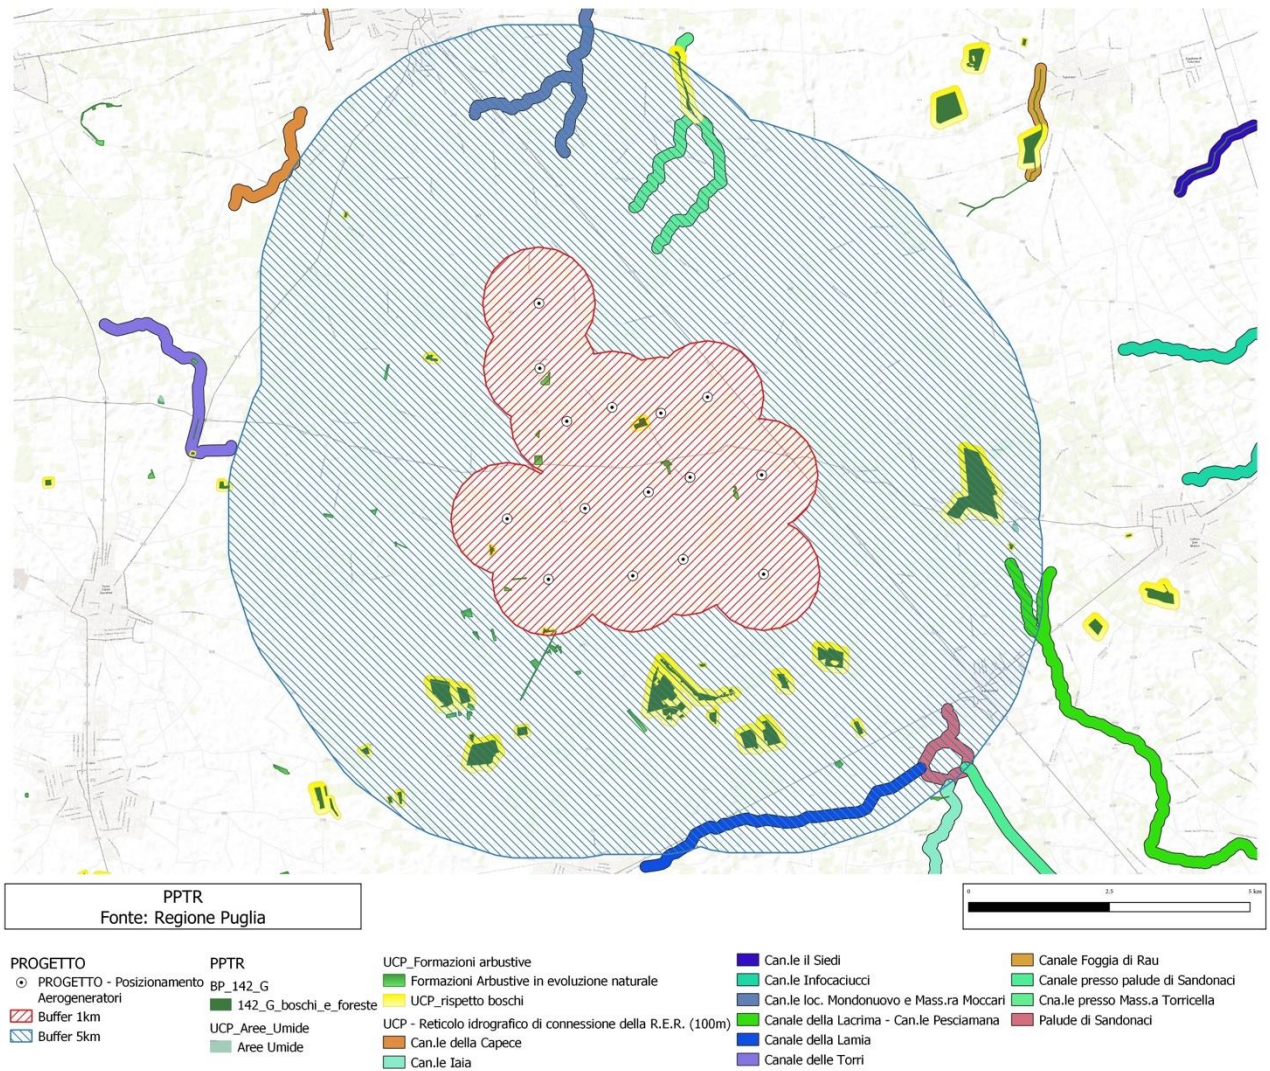 PPTR
Fonte: Regione Puglia
0 2.5 5 km
PROGETTO
PROGETTO - Posizionamento
Aerogeneratori
Buffer 1km
Buffer 5km
PPTR
BP_142_G
142_G_boschi_e_foreste
UCP_Aree_Umide
Aree Umide
UCP_Formazioni arbustive
Formazioni Arbustive in evoluzione naturale
UCP_rispetto boschi
UCP - Reticolo idrografico di connessione della R.E.R. (100m)
Can.le della Capece
Can.le Iaia
Can.le il Siedi
Can.le Infocaciucci
Can.le loc. Mondonuovo e Mass.ra Moccari
Canale della Lacrima - Can.le Pesciamana
Canale della Lamia
Canale delle Torri
Canale Foggia di Rau
Canale presso palude di Sandonaci
Cna.le presso Mass.a Torricella
Palude di Sandonaci